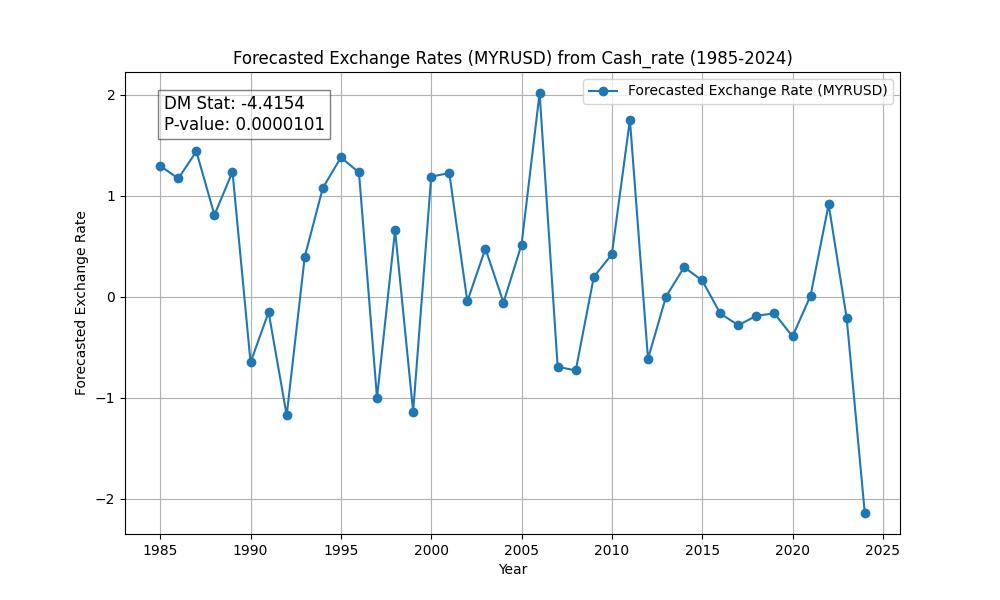 Forecasted Exchange Rates (MYRUSD) from Cash_rate (1985-2024)
DM Stat: -4.4154
P-value: 0.0000101
Forecasted Exchange Rate (MYRUSD)
Forecasted Exchange Rate
2
1
0
−1
−2
1985 1990 1995 2000 2005 2010 2015 2020 2025
Year